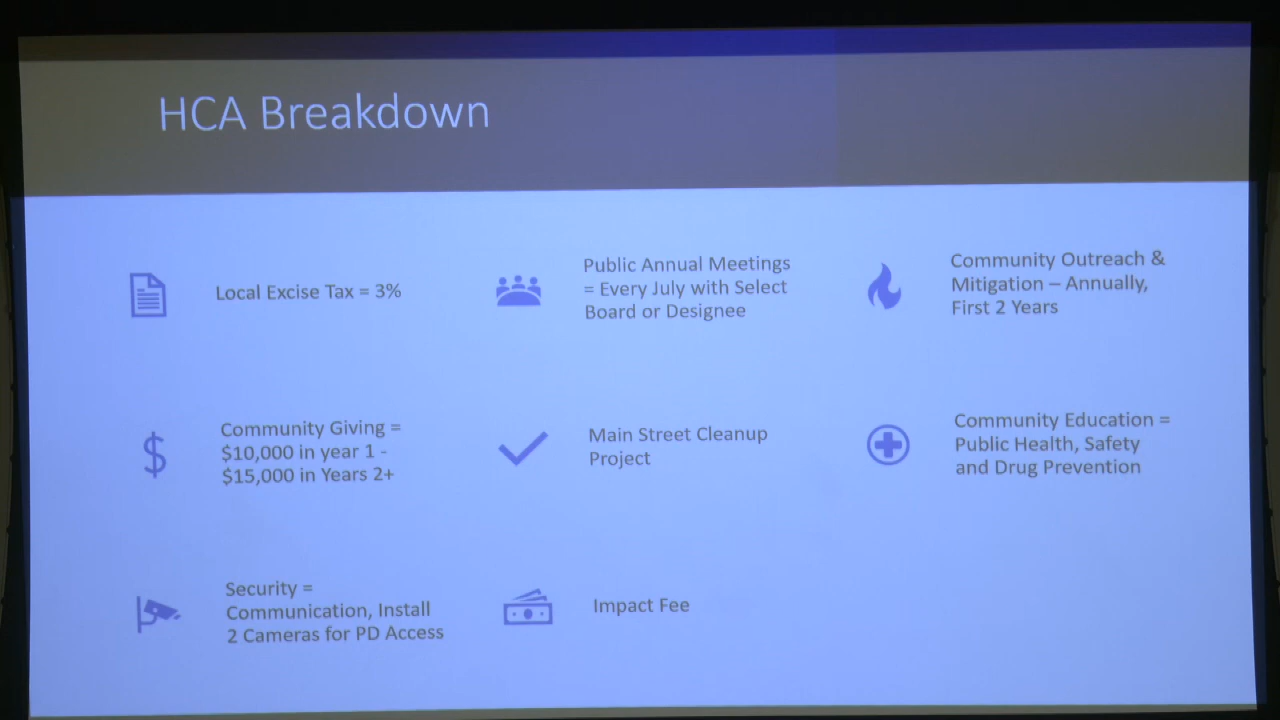 HCA Breakdown
Local Excise Tax = 3%
Public Annual Meetings
= Every July with Select
Board or Designee
Community Outreach &
Mitigation – Annually,
First 2 Years
Community Giving =
$10,000 in year 1 -
$15,000 in Years 2+
Main Street Cleanup
Project
Community Education =
Public Health, Safety
and Drug Prevention
Security =
Communication, Install
2 Cameras for PD Access
Impact Fee